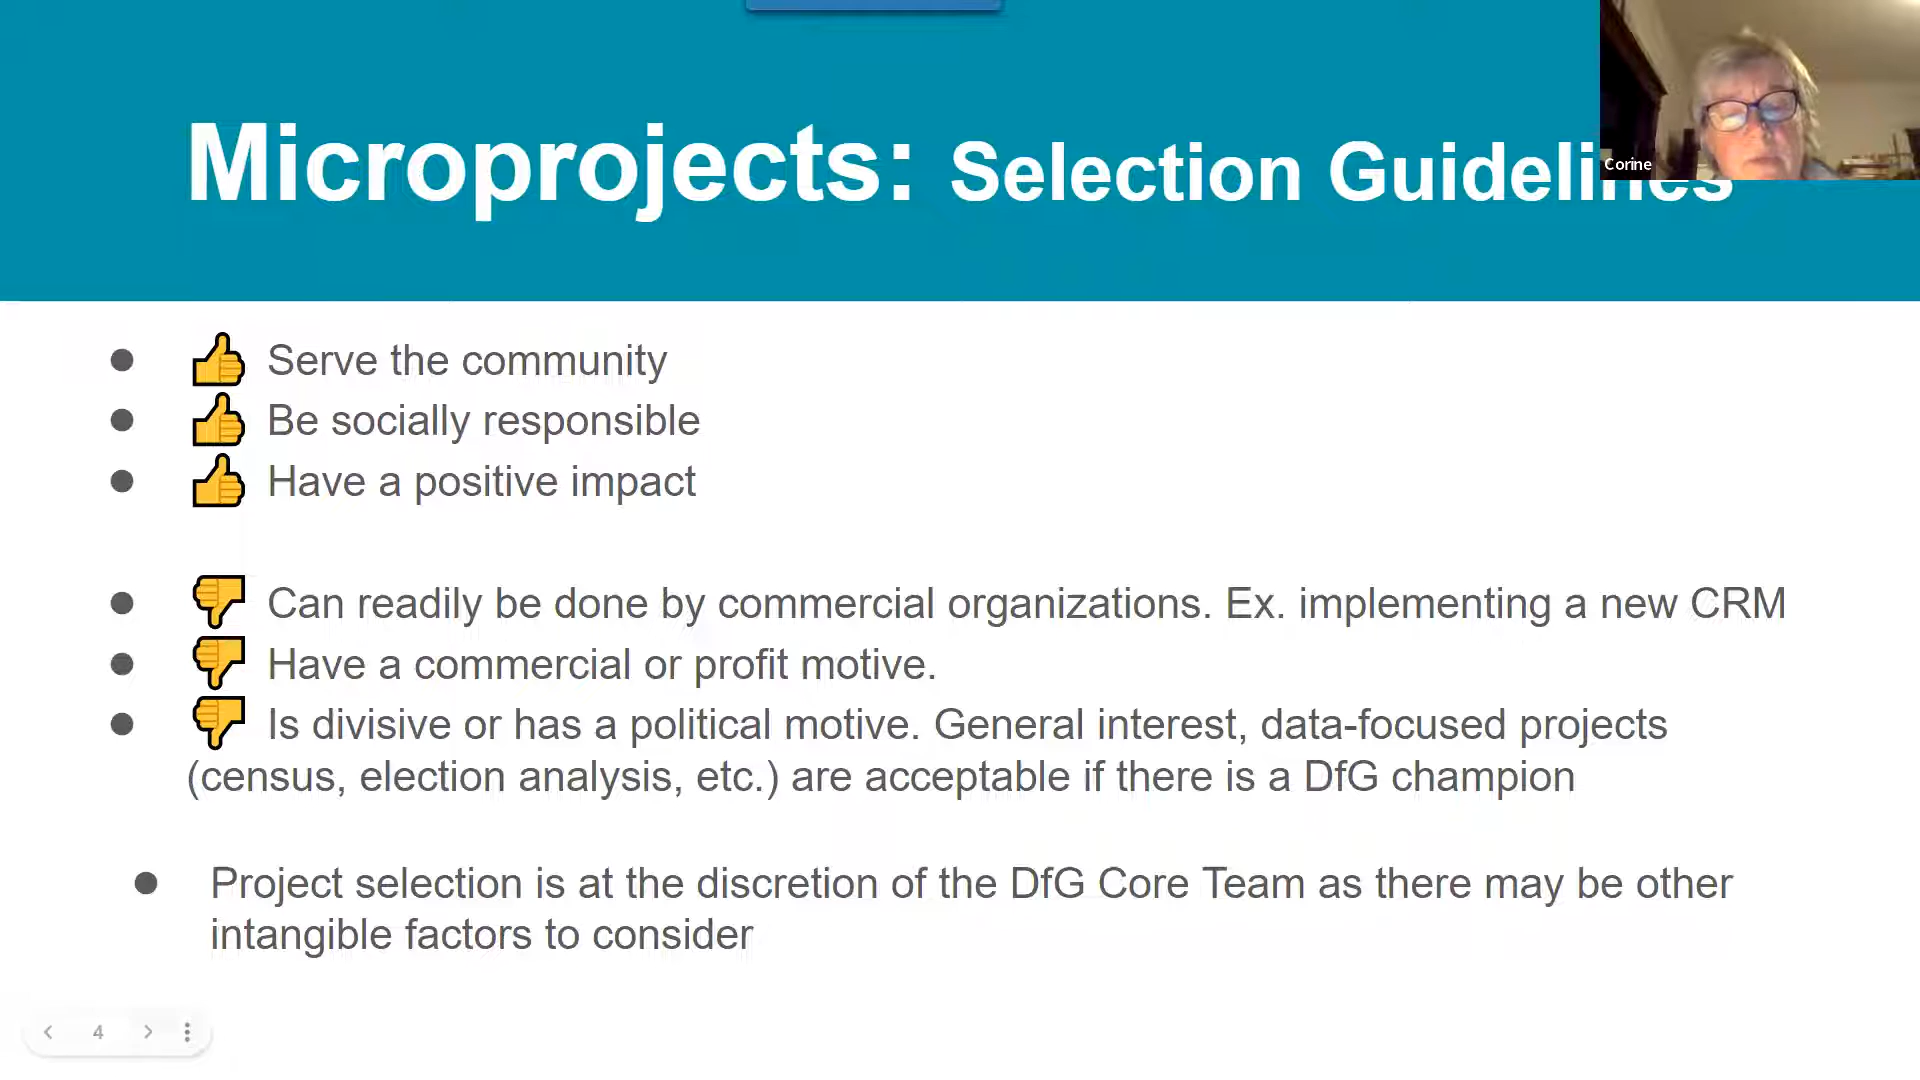 Microprojects: Selection Guidelines
Corine
Serve the community
Be socially responsible
Have a positive impact
Can readily be done by commercial organizations. Ex. implementing a new CRM
Have a commercial or profit motive.
Is divisive or has a political motive. General interest, data-focused projects
(census, election analysis, etc.) are acceptable if there is a DfG champion
Project selection is at the discretion of the DfG Core Team as there may be other
intangible factors to consider
4